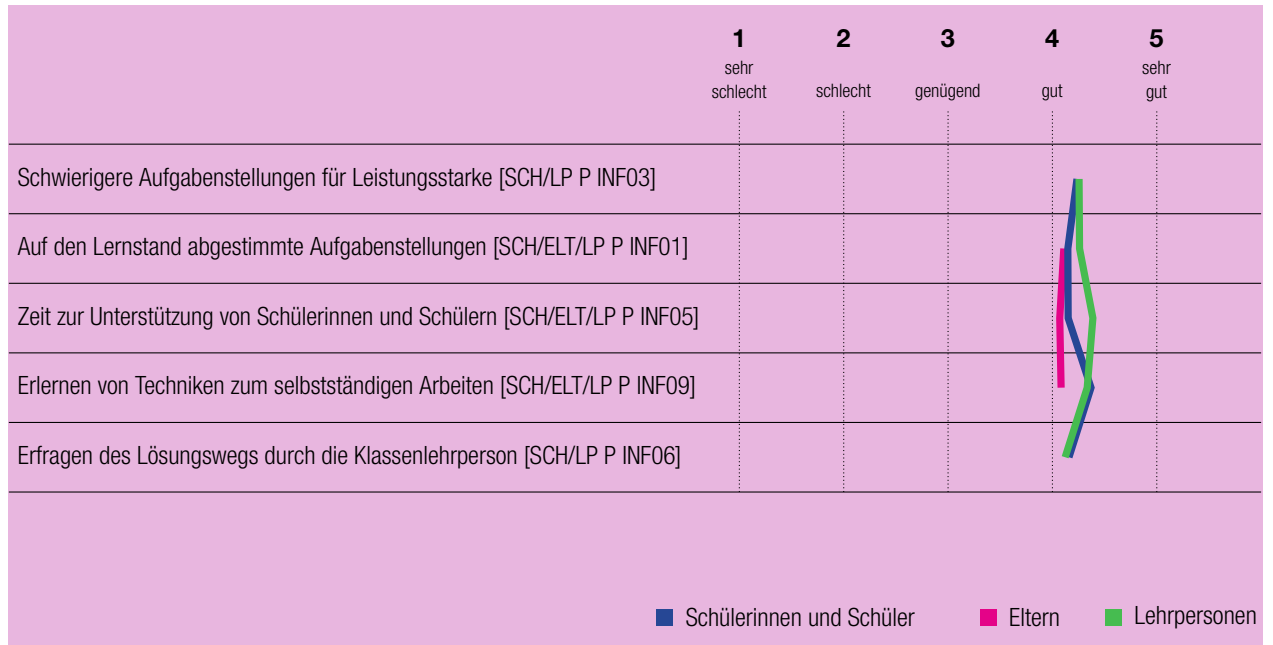 1 2 3 4 5
sehr schlecht schlecht genügend gut sehr gut
Schwierigere Aufgabenstellungen für Leistungsstarke [SCH/LP P INF03]
Auf den Lernstand abgestimmte Aufgabenstellungen [SCH/ELT/LP P INF01]
Zeit zur Unterstützung von Schülerinnen und Schülern [SCH/ELT/LP P INF05]
Erlernen von Techniken zum selbstständigen Arbeiten [SCH/ELT/LP P INF09]
Erfragen des Lösungswegs durch die Klassenlehrperson [SCH/LP P INF06]
Schülerinnen und Schüler Eltern Lehrpersonen